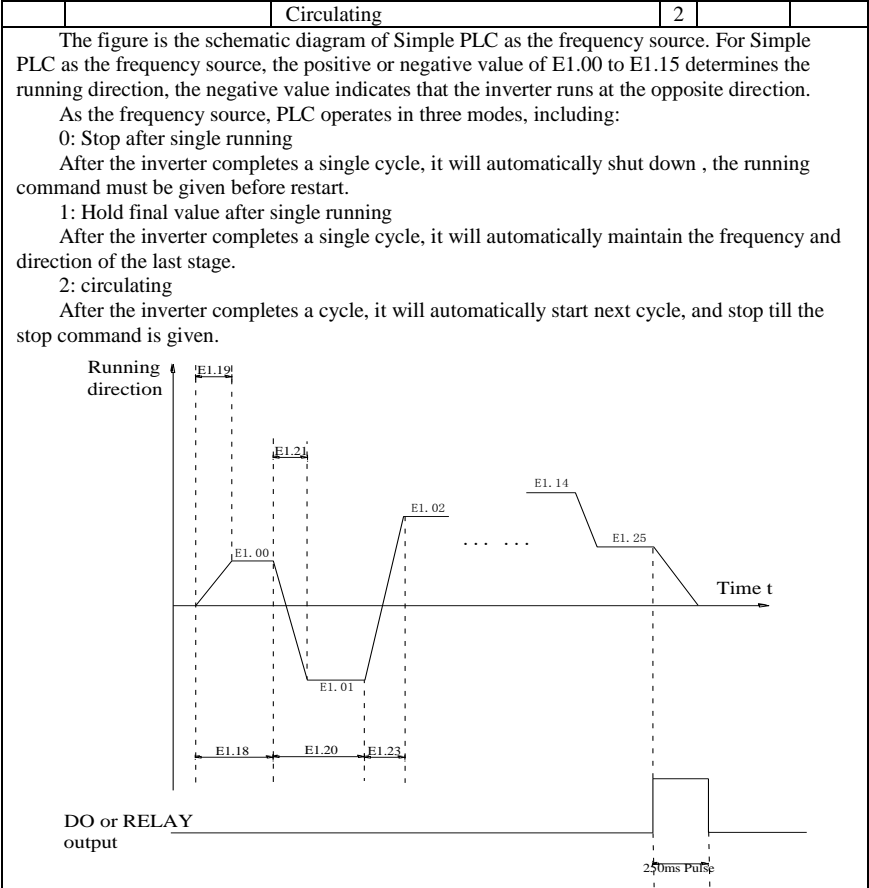 Circulating 2
The figure is the schematic diagram of Simple PLC as the frequency source. For Simple
PLC as the frequency source, the positive or negative value of E1.00 to E1.15 determines the
running direction, the negative value indicates that the inverter runs at the opposite direction.
As the frequency source, PLC operates in three modes, including:
0: Stop after single running
After the inverter completes a single cycle, it will automatically shut down , the running
command must be given before restart.
1: Hold final value after single running
After the inverter completes a single cycle, it will automatically maintain the frequency and
direction of the last stage.
2: circulating
After the inverter completes a cycle, it will automatically start next cycle, and stop till the
stop command is given.
Running
direction
E1.19
E1.21
E1.14
E1.02
... ...
E1.25
E1.00
Time t
E1.01
E1.18 E1.20 E1.23
DO or RELAY
output
250ms Pulse